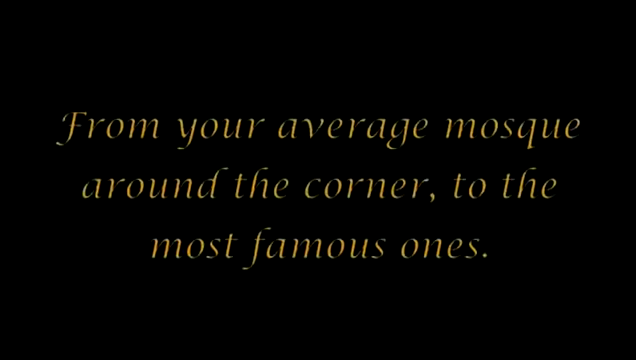 From your average mosque
around the corner, to the
most famous ones.